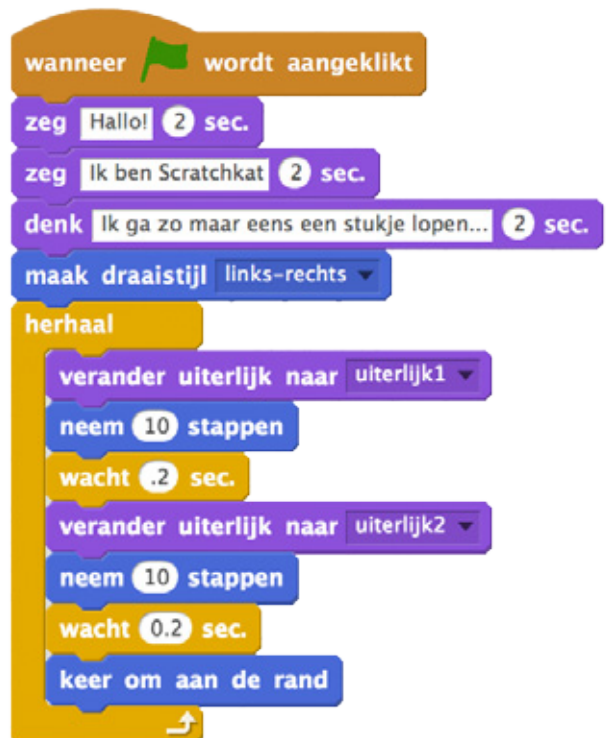 wanneer wordt aangeklikt
zeg Hallo! 2 sec.
zeg Ik ben Scratchkat 2 sec.
denk Ik ga zo maar eens een stukje lopen... 2 sec.
maak draaistijl links-rechts
herhaal
verander uiterlijk naar uiterlijk1
neem 10 stappen
wacht .2 sec.
verander uiterlijk naar uiterlijk2
neem 10 stappen
wacht 0.2 sec.
keer om aan de rand